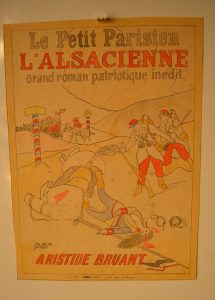 Le Petit Parisien
L'ALSACIENNE
Grand roman patriotique inédit.
par
ARISTIDE BRUANT